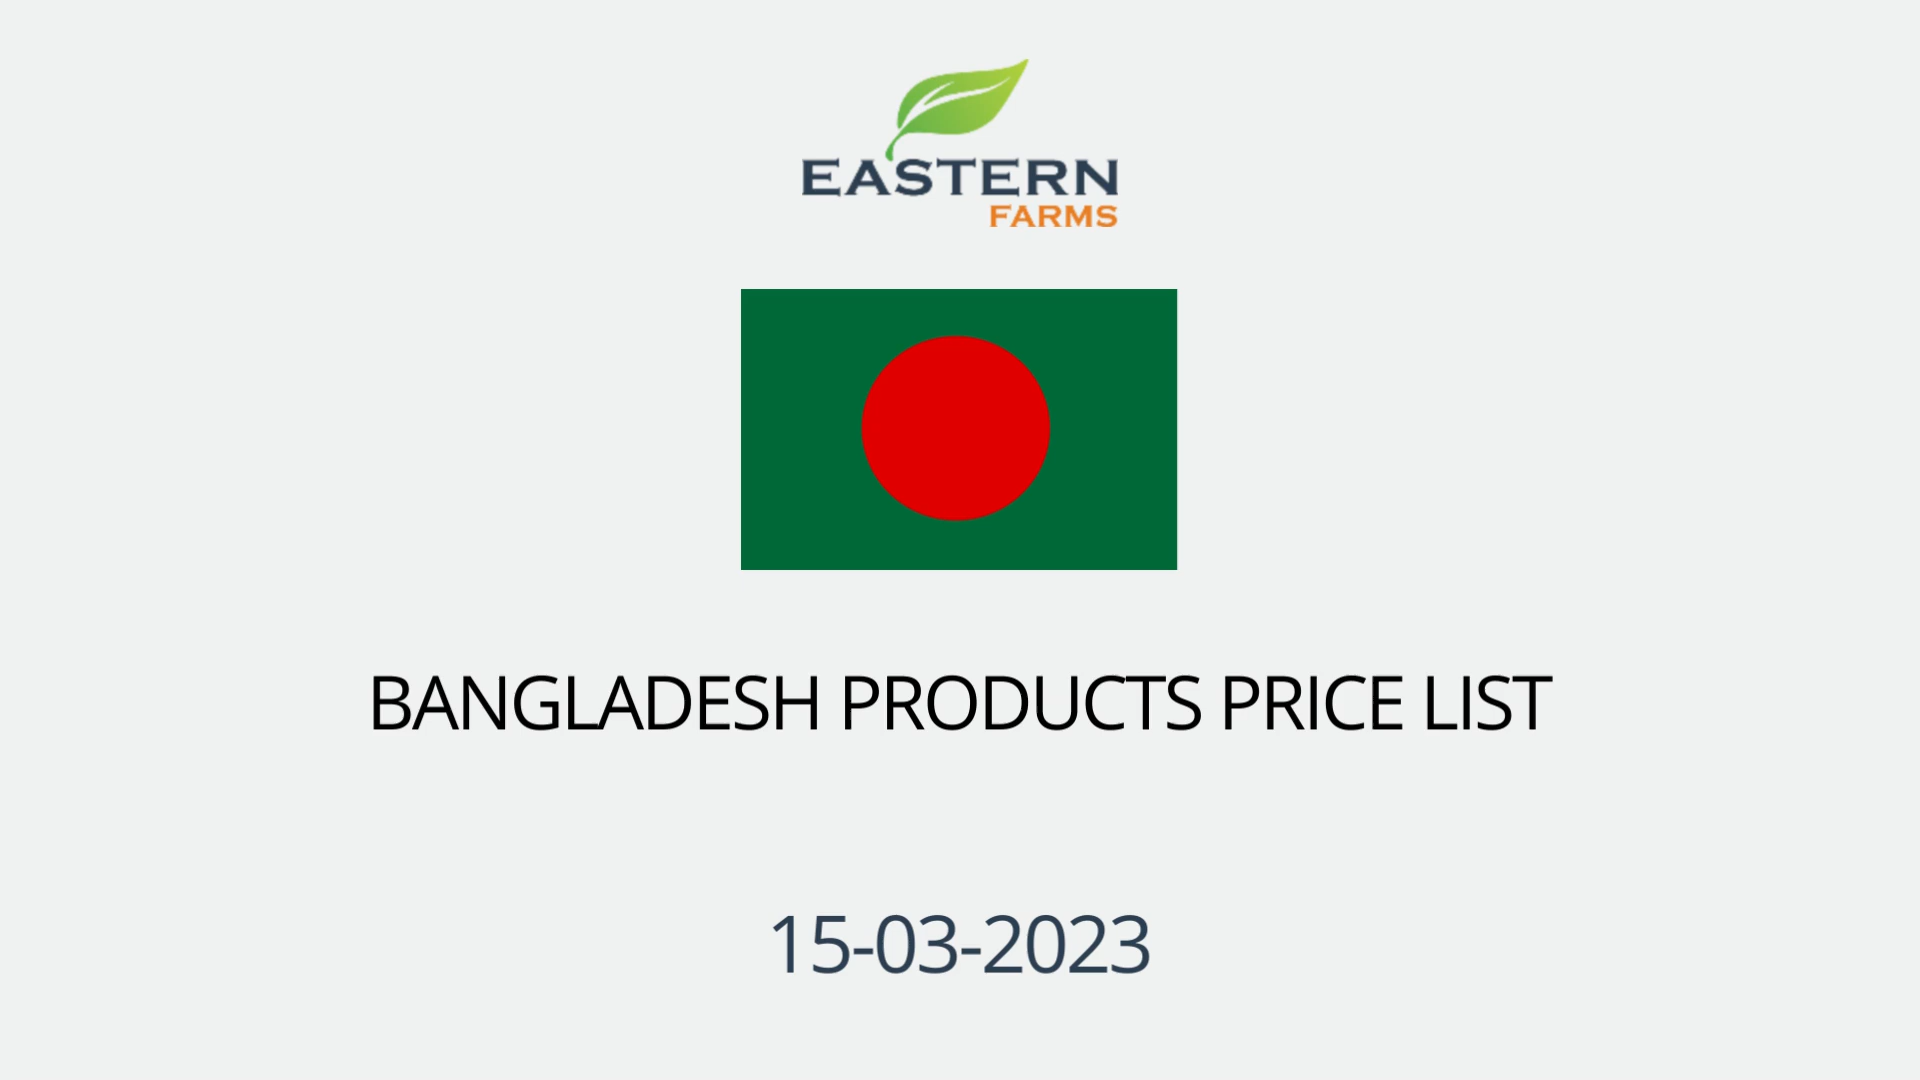 EASTERN
FARMS
BANGLADESH PRODUCTS PRICE LIST
15-03-2023